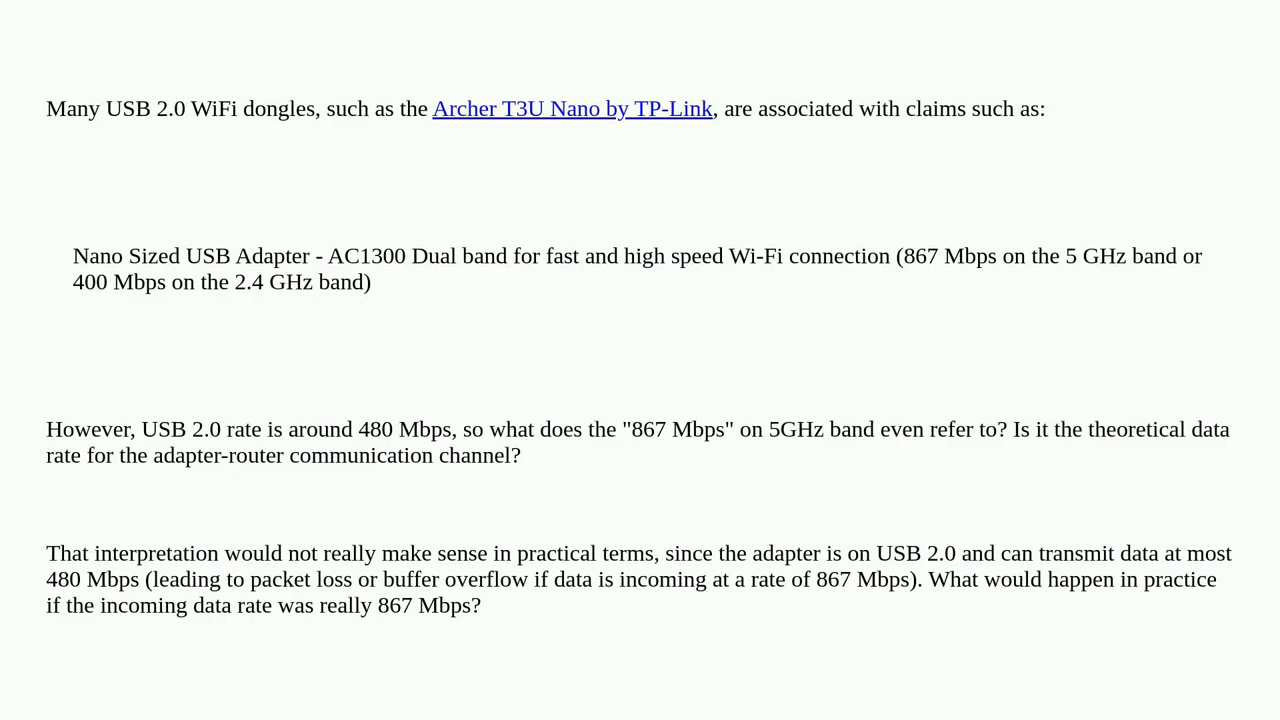 Many USB 2.0 WiFi dongles, such as the Archer T3U Nano by TP-Link, are associated with claims such as:
Nano Sized USB Adapter - AC1300 Dual band for fast and high speed Wi-Fi connection (867 Mbps on the 5 GHz band or
400 Mbps on the 2.4 GHz band)
However, USB 2.0 rate is around 480 Mbps, so what does the "867 Mbps" on 5GHz band even refer to? Is it the theoretical data
rate for the adapter-router communication channel?
That interpretation would not really make sense in practical terms, since the adapter is on USB 2.0 and can transmit data at most
480 Mbps (leading to packet loss or buffer overflow if data is incoming at a rate of 867 Mbps). What would happen in practice
if the incoming data rate was really 867 Mbps?